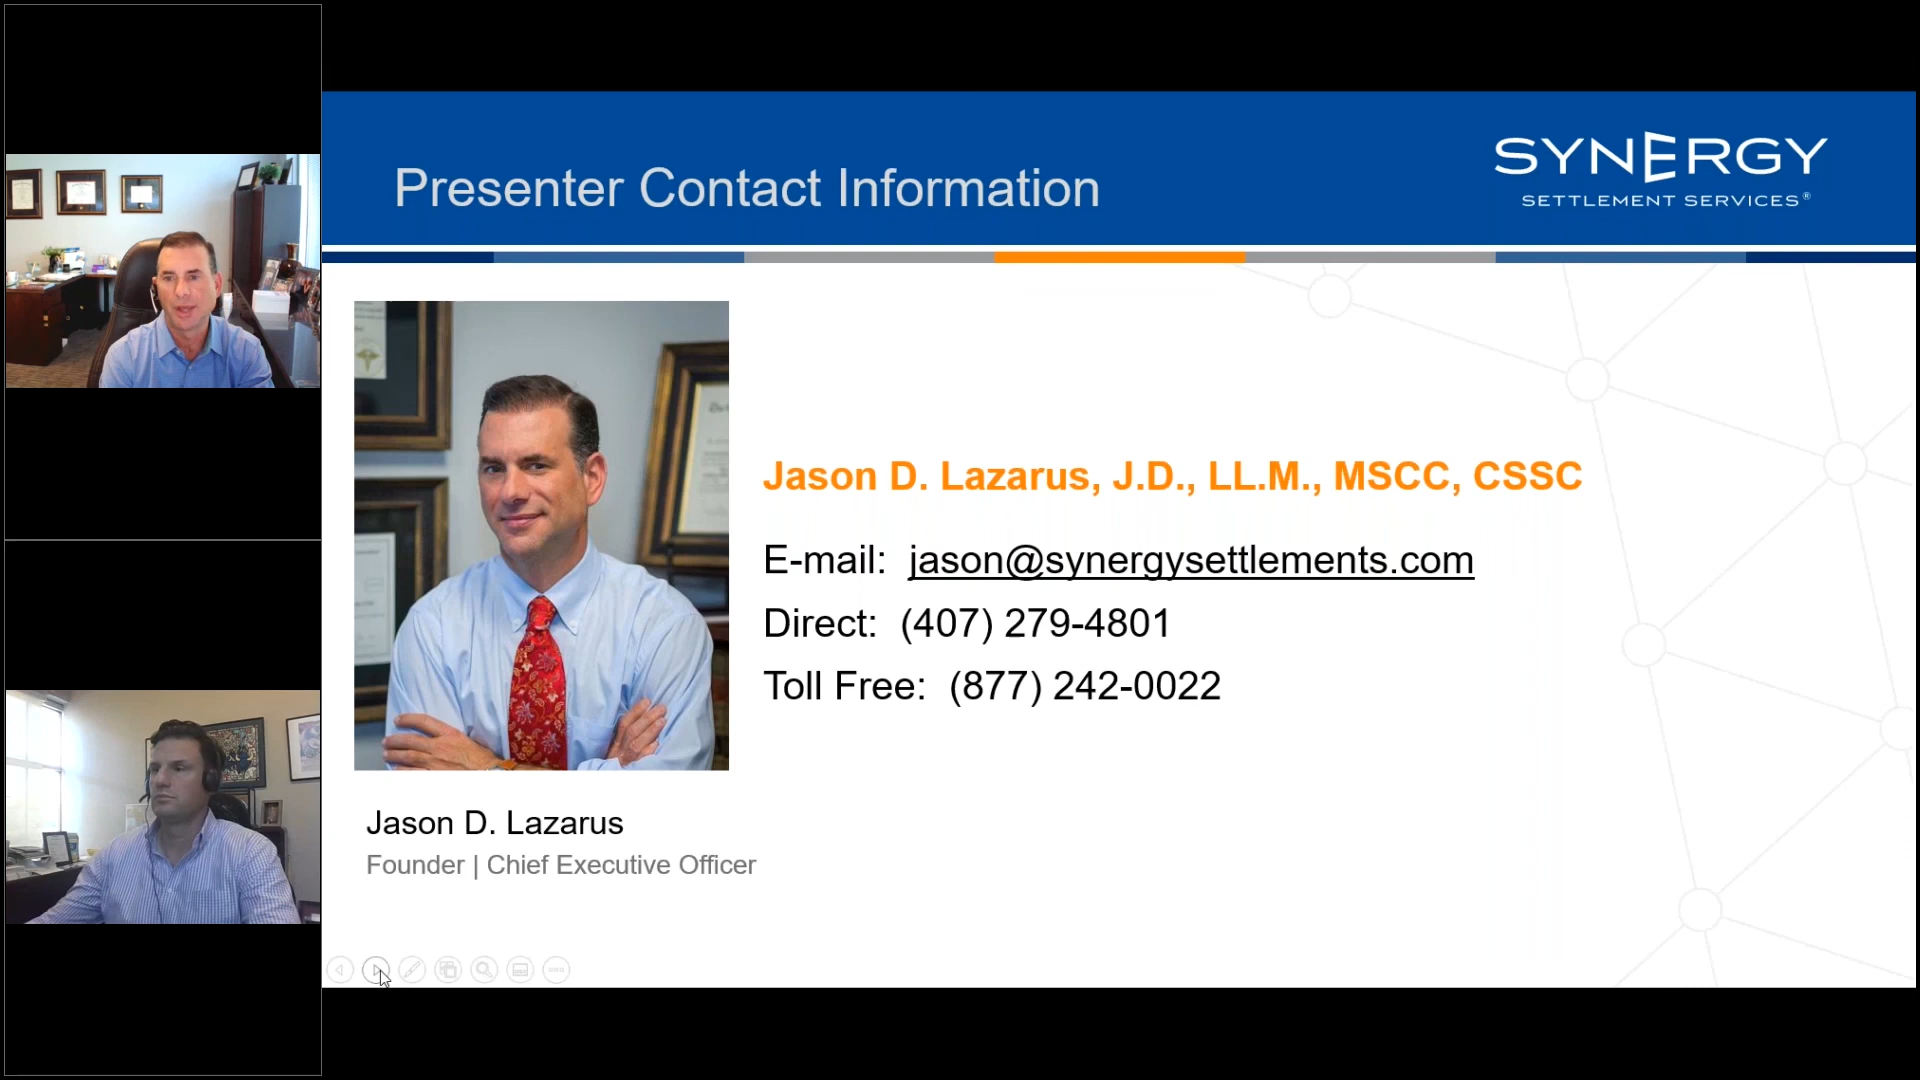 Presenter Contact Information
SYNERGY
SETTLEMENT SERVICES®
Jason D. Lazarus, J.D., LL.M., MSCC, CSSC
E-mail: jason@synergysettlements.com
Direct: (407) 279-4801
Toll Free: (877) 242-0022
Jason D. Lazarus
Founder | Chief Executive Officer